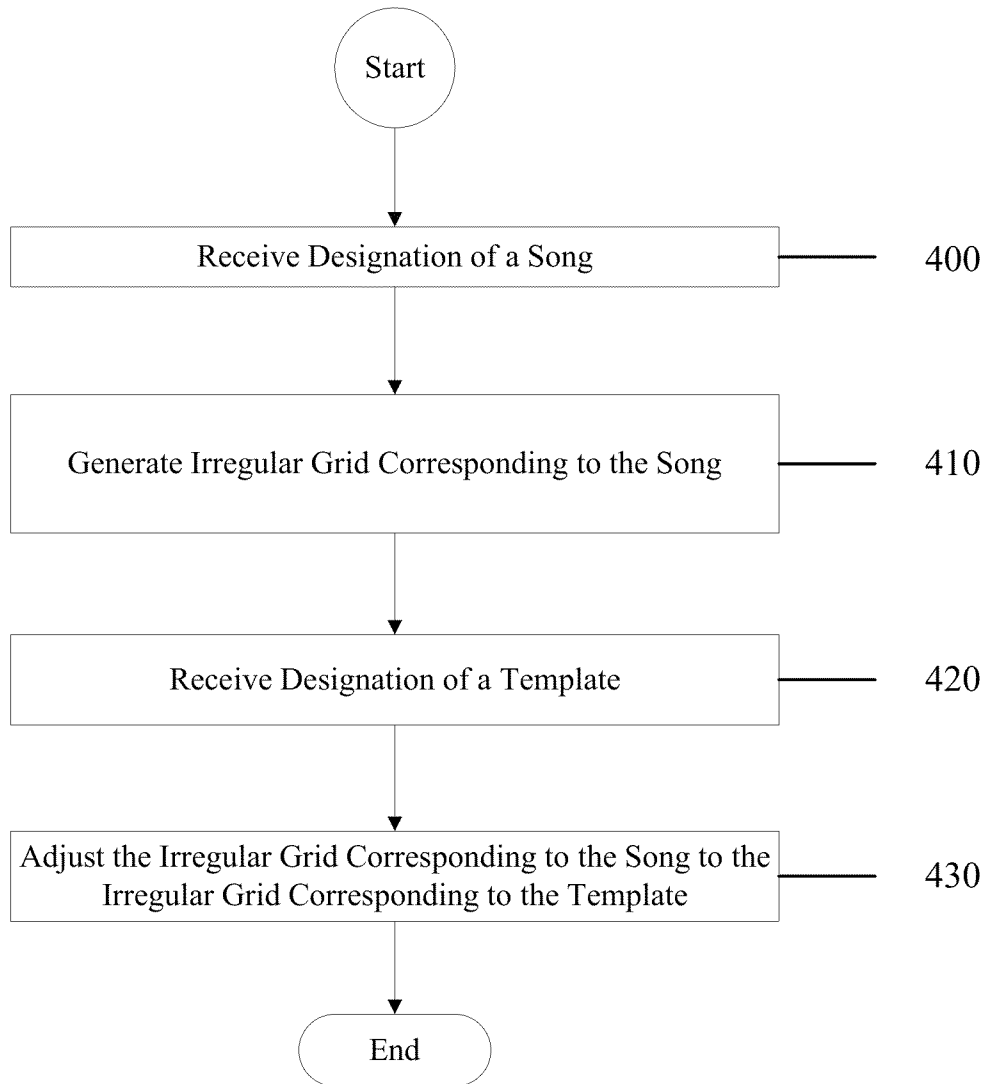 Start
Receive Designation of a Song
400
Generate Irregular Grid Corresponding to the Song
410
Receive Designation of a Template
420
Adjust the Irregular Grid Corresponding to the Song to the
Irregular Grid Corresponding to the Template
430
End